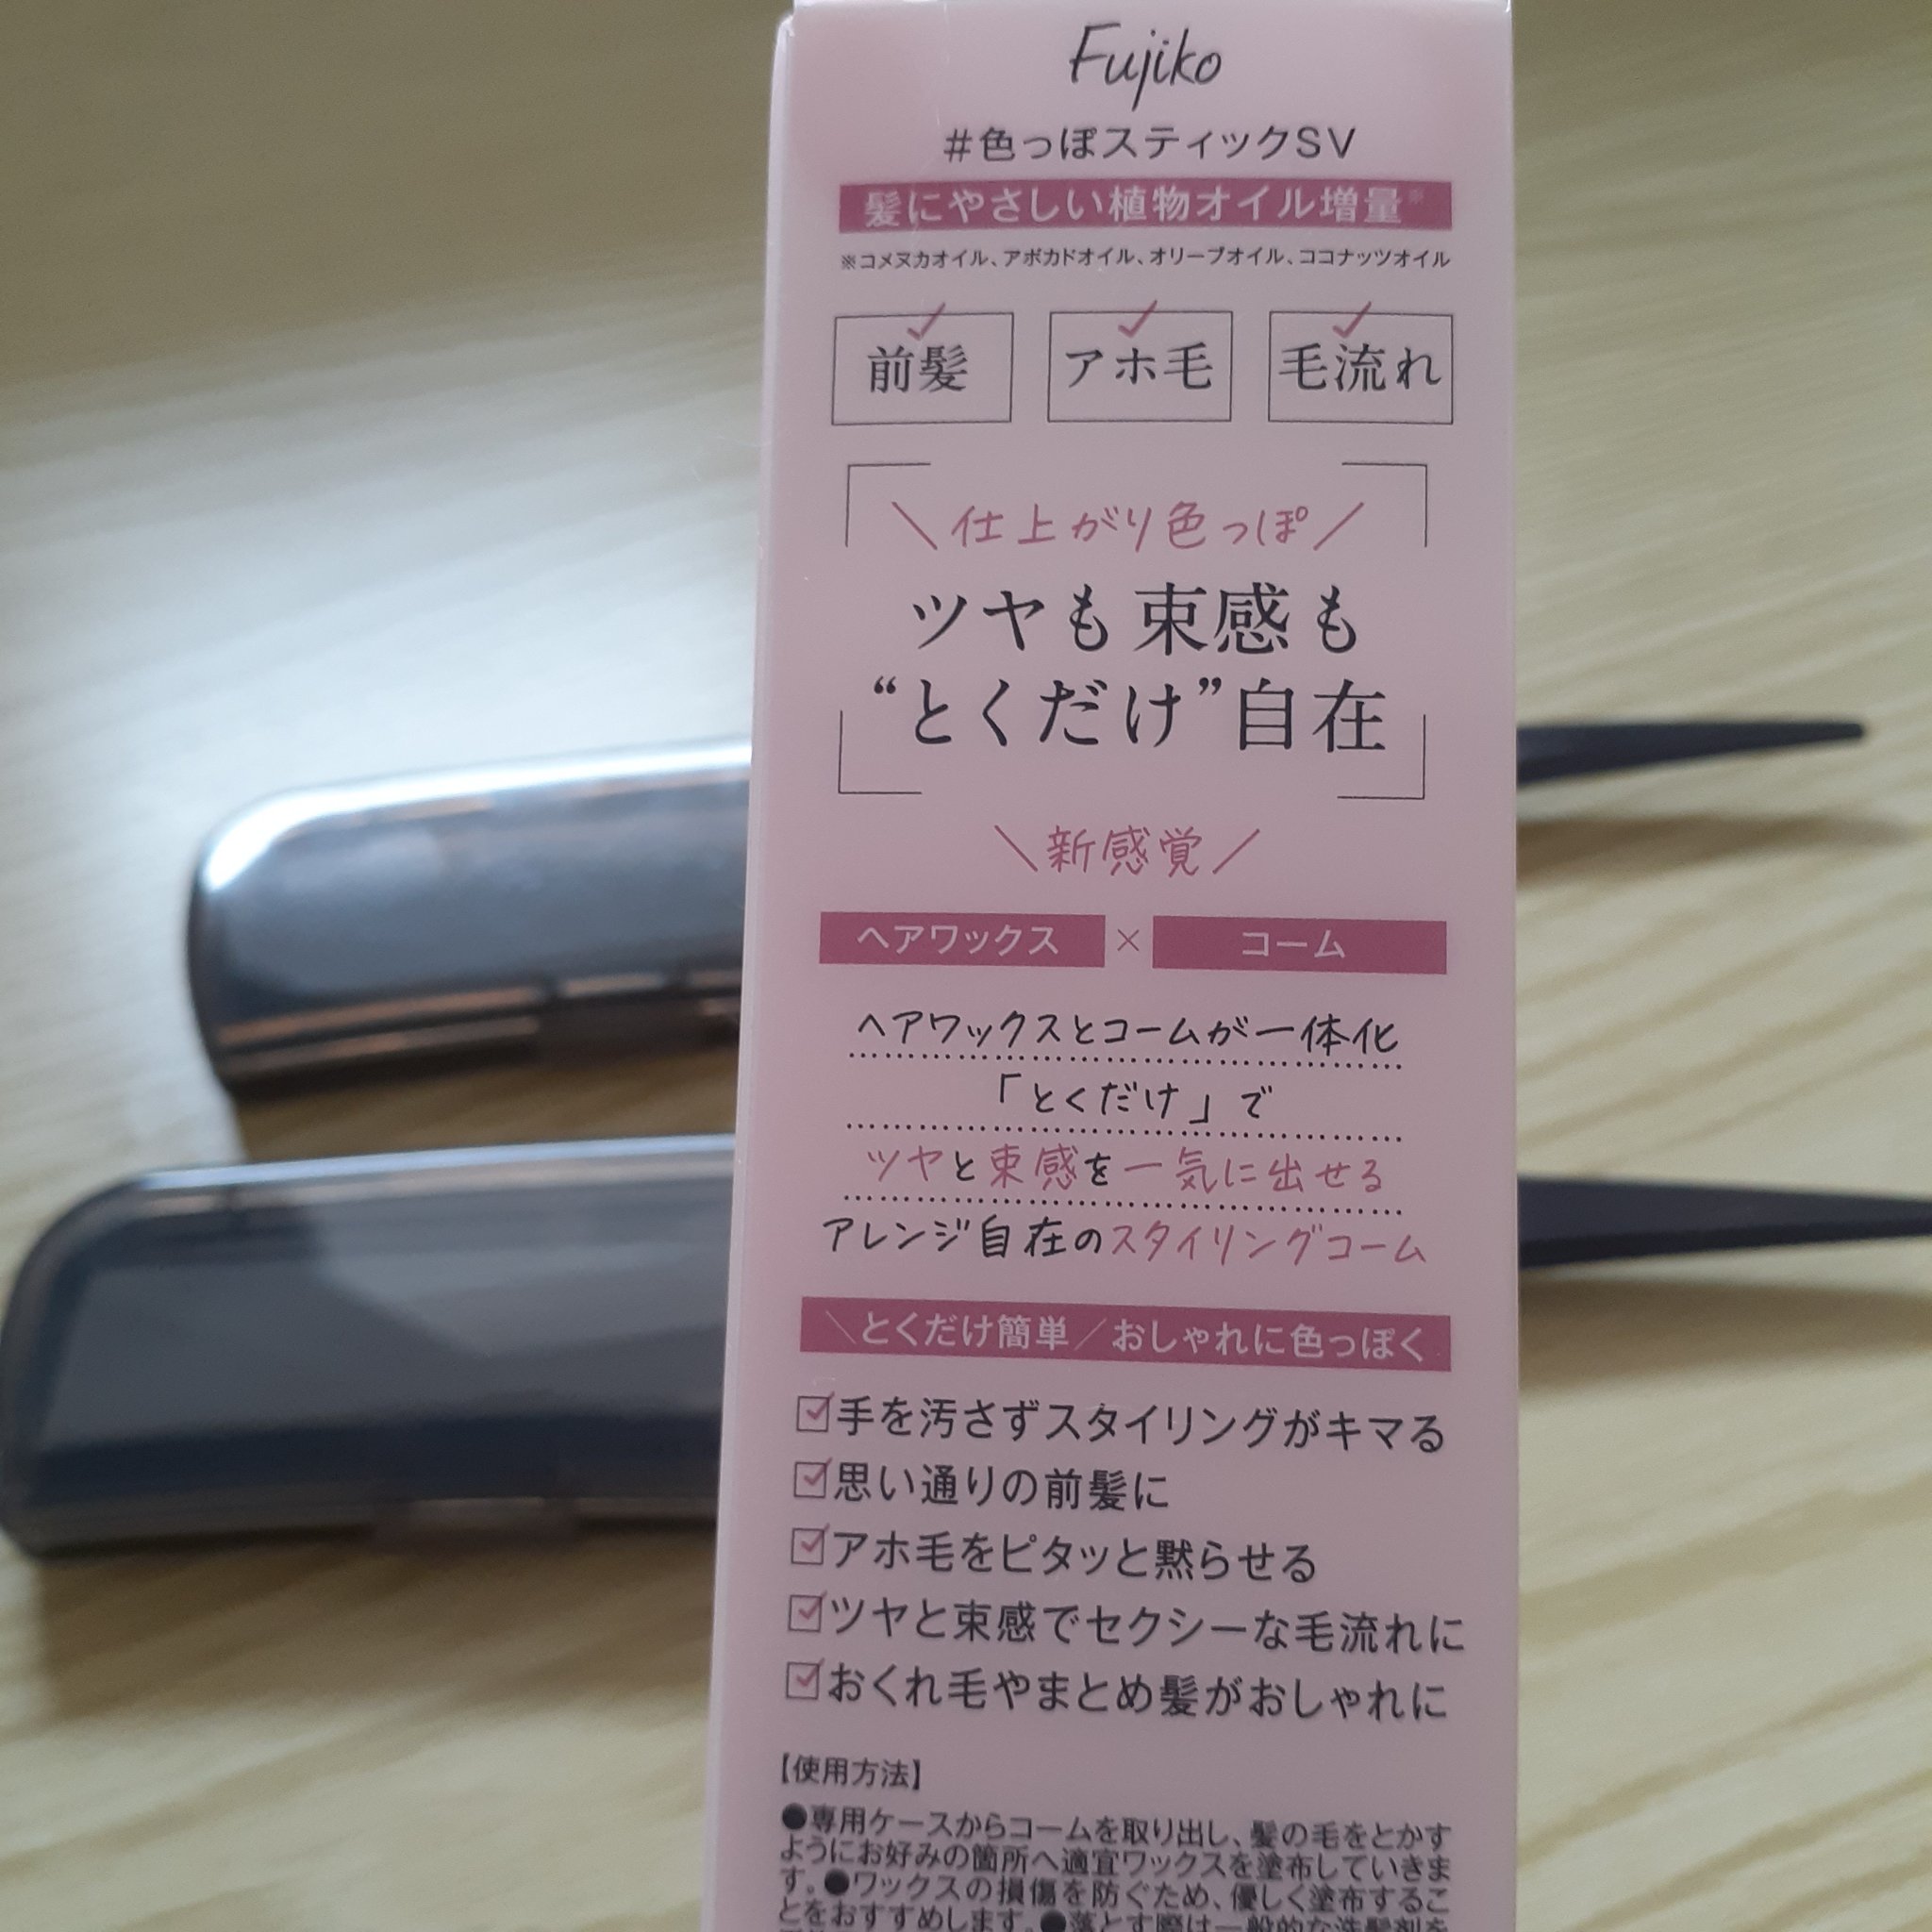 Fujiko
#色っぽスティックSV
髪にやさしい植物オイル増量※
※コメヌカオイル、アボカドオイル、オリーブオイル、ココナッツオイル
前髪 アホ毛 毛流れ
\仕上がり色っぽ/
ツヤも束感も
“とくだけ”自在
\新感覚/
ヘアワックス×コーム
ヘアワックスとコームが一体化
「とくだけ」で
ツヤと束感を一気に出せる
アレンジ自在のスタイリングコーム
\とくだけ簡単/おしゃれに色っぽく
手を汚さずスタイリングがキマる
思い通りの前髪に
アホ毛をピタッと黙らせる
ツヤと束感でセクシーな毛流れに
おくれ毛やまとめ髪がおしゃれに
【使用方法】
●専用ケースからコームを取り出し、髪の毛をとかす
ようにお好みの箇所へ適宜ワックスを塗布していきま
す。●ワックスの損傷を防ぐため、優しく塗布するこ
とをおすすめします。●落とす際は一般的な洗髪剤を